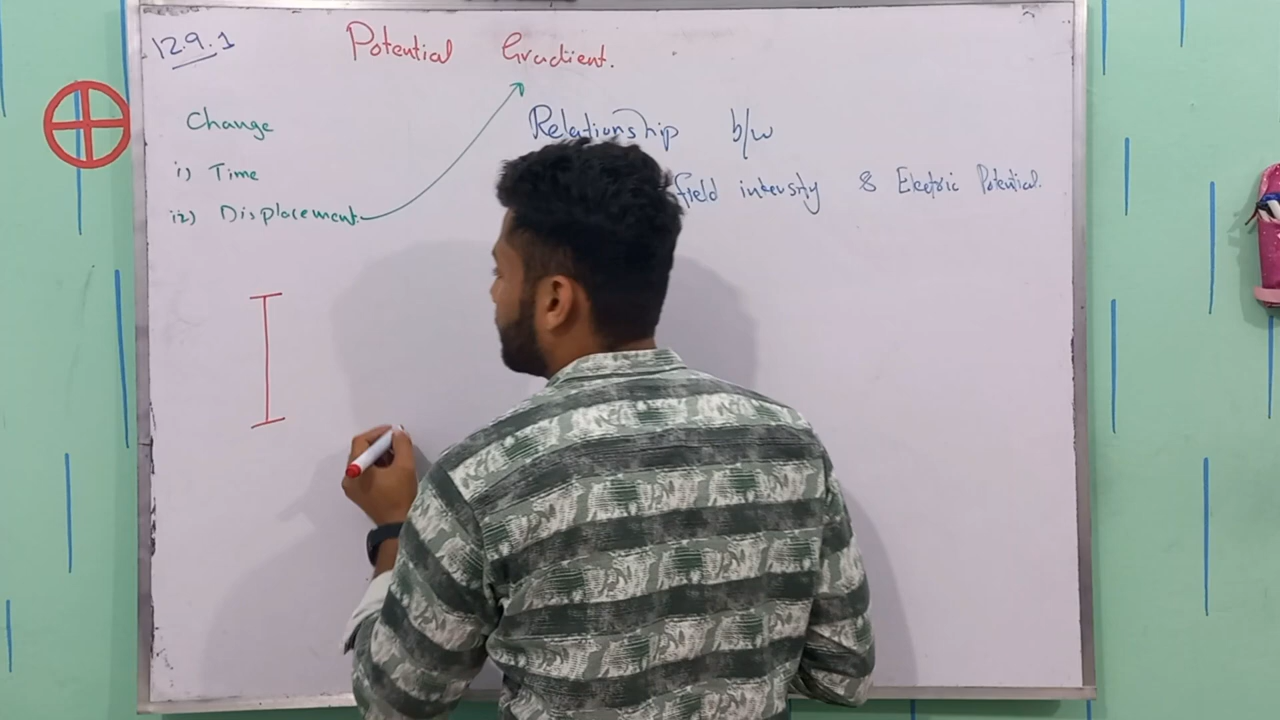 12.9.1
Potential Gradient.
Change
i) Time
ii) Displacement
Relationship b/w
field intensity & Electric Potential.